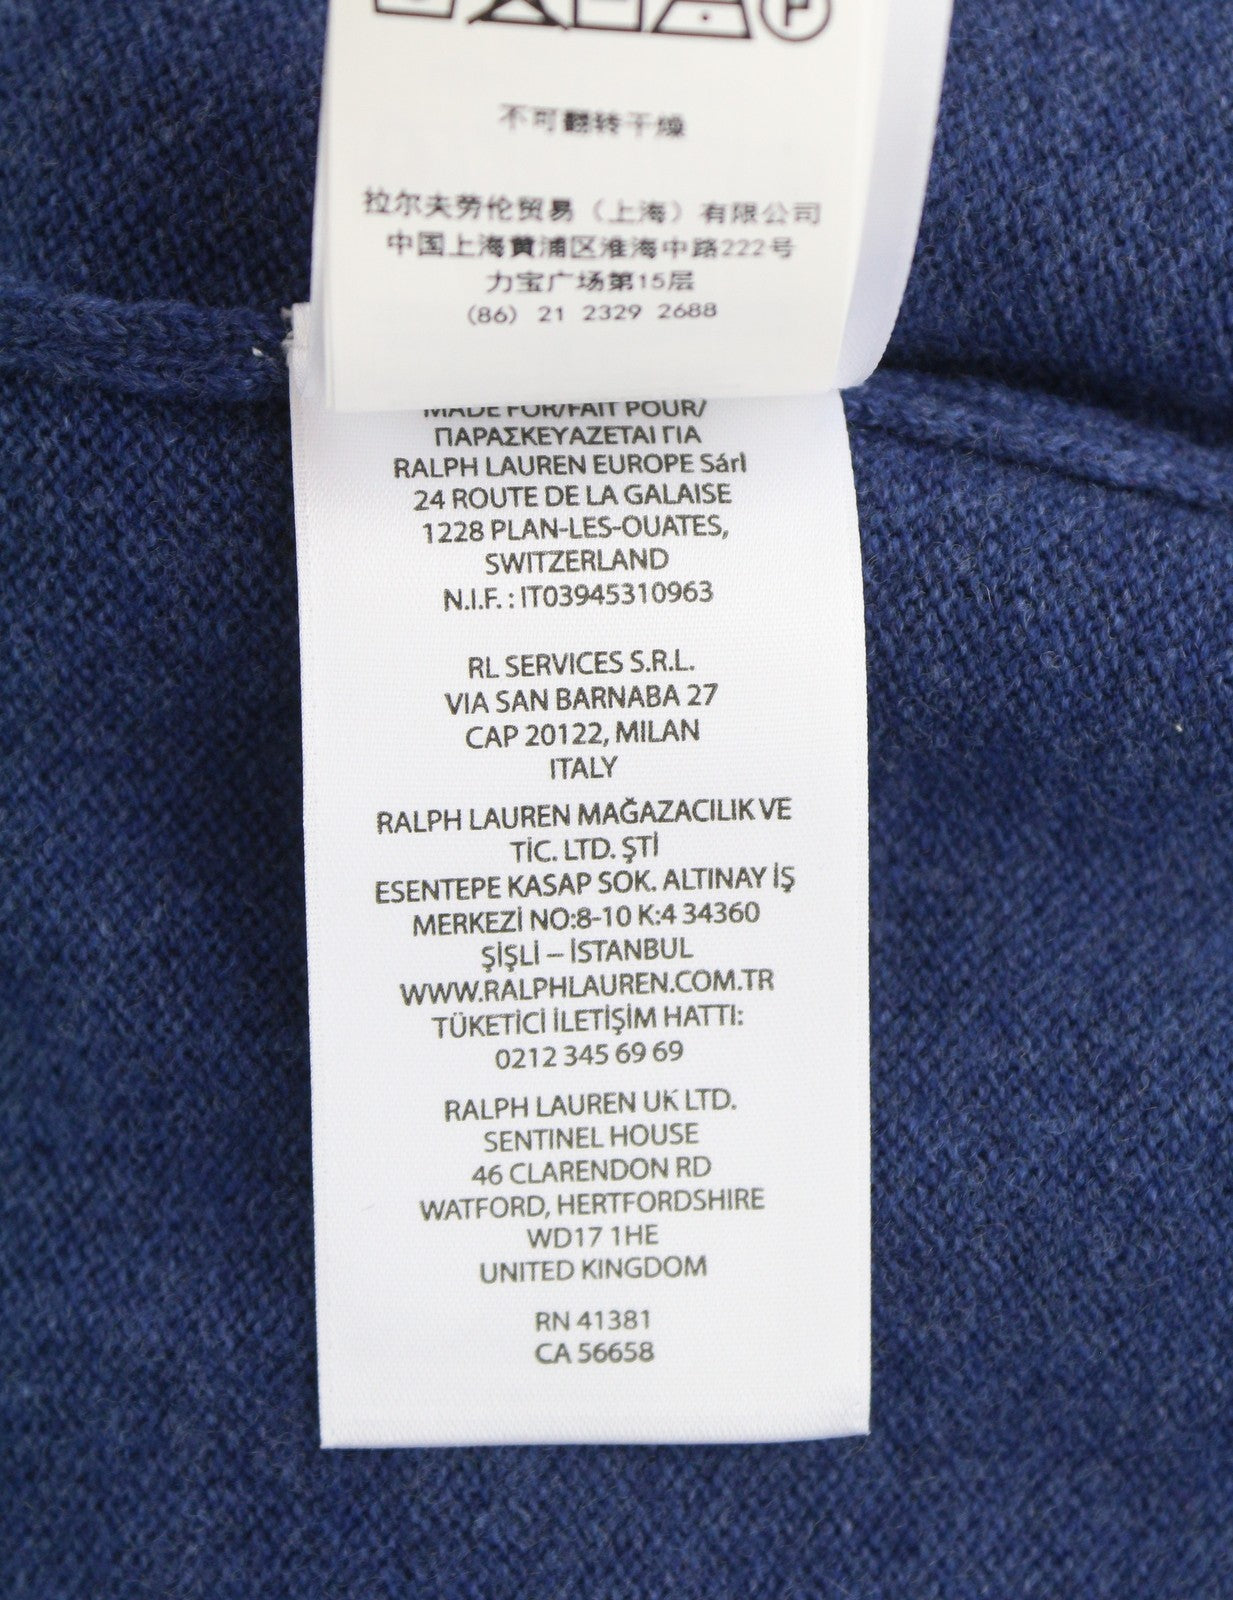 不可翻转干燥
拉尔夫劳伦贸易（上海）有限公司
中国上海黄浦区淮海中路222号
力宝广场第15层
(86) 21 2329 2688
MADE FOR/FAIT POUR/
ΠΑΡΑΣΚΕΥΑΖΕΤΑΙ ΓΙΑ
RALPH LAUREN EUROPE Sárl
24 ROUTE DE LA GALAISE
1228 PLAN-LES-OUATES,
SWITZERLAND
N.I.F. : IT03945310963
RL SERVICES S.R.L.
VIA SAN BARNABA 27
CAP 20122, MILAN
ITALY
RALPH LAUREN MAĞAZACILIK VE
TİC. LTD. ŞTİ
ESENTEPE KASAP SOK. ALTINAY İŞ
MERKEZİ NO:8-10 K:4 34360
ŞİŞLİ – İSTANBUL
WWW.RALPHLAUREN.COM.TR
TÜKETİCİ İLETİŞİM HATTI:
0212 345 69 69
RALPH LAUREN UK LTD.
SENTINEL HOUSE
46 CLARENDON RD
WATFORD, HERTFORDSHIRE
WD17 1HE
UNITED KINGDOM
RN 41381
CA 56658